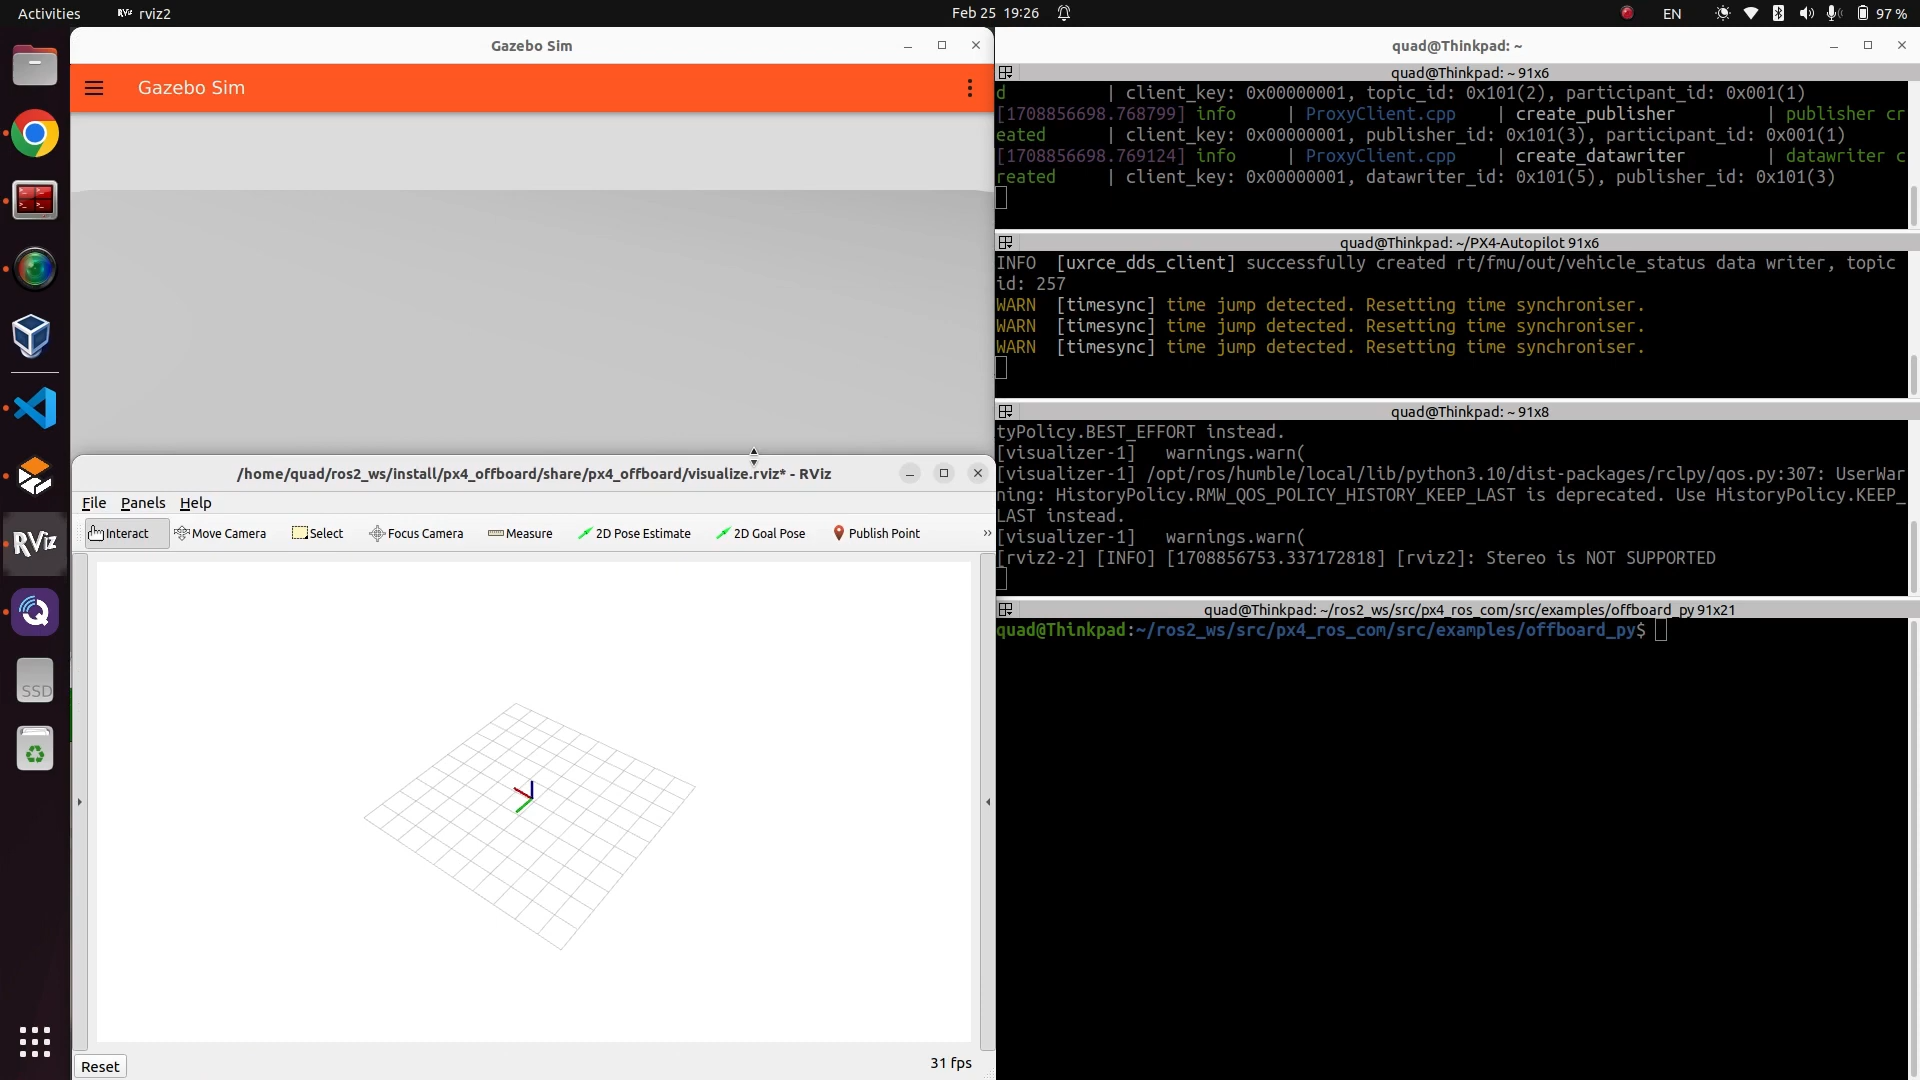 Activities
RViz rviz2
Feb 25 19:26
EN
97 %
Gazebo Sim
Gazebo Sim
/home/quad/ros2_ws/install/px4_offboard/share/px4_offboard/visualize.rviz* - RViz
File Panels Help
Interact Move Camera Select Focus Camera Measure 2D Pose Estimate 2D Goal Pose Publish Point »
Reset
31 fps
RViz
SSD
quad@Thinkpad: ~
quad@Thinkpad: ~ 91x6
d | client_key: 0x00000001, topic_id: 0x101(2), participant_id: 0x001(1)
[1708856698.768799] info | ProxyClient.cpp | create_publisher | publisher cr
eated | client_key: 0x00000001, publisher_id: 0x101(3), participant_id: 0x001(1)
[1708856698.769124] info | ProxyClient.cpp | create_datawriter | datawriter c
reated | client_key: 0x00000001, datawriter_id: 0x101(5), publisher_id: 0x101(3)
quad@Thinkpad: ~/PX4-Autopilot 91x6
INFO [uxrce_dds_client] successfully created rt/fmu/out/vehicle_status data writer, topic
id: 257
WARN [timesync] time jump detected. Resetting time synchroniser.
WARN [timesync] time jump detected. Resetting time synchroniser.
WARN [timesync] time jump detected. Resetting time synchroniser.
quad@Thinkpad: ~ 91x8
tyPolicy.BEST_EFFORT instead.
[visualizer-1] warnings.warn(
[visualizer-1] /opt/ros/humble/local/lib/python3.10/dist-packages/rclpy/qos.py:307: UserWar
ning: HistoryPolicy.RMW_QOS_POLICY_HISTORY_KEEP_LAST is deprecated. Use HistoryPolicy.KEEP_
LAST instead.
[visualizer-1] warnings.warn(
[rviz2-2] [INFO] [1708856753.337172818] [rviz2]: Stereo is NOT SUPPORTED
quad@Thinkpad: ~/ros2_ws/src/px4_ros_com/src/examples/offboard_py 91x21
quad@Thinkpad:~/ros2_ws/src/px4_ros_com/src/examples/offboard_py$